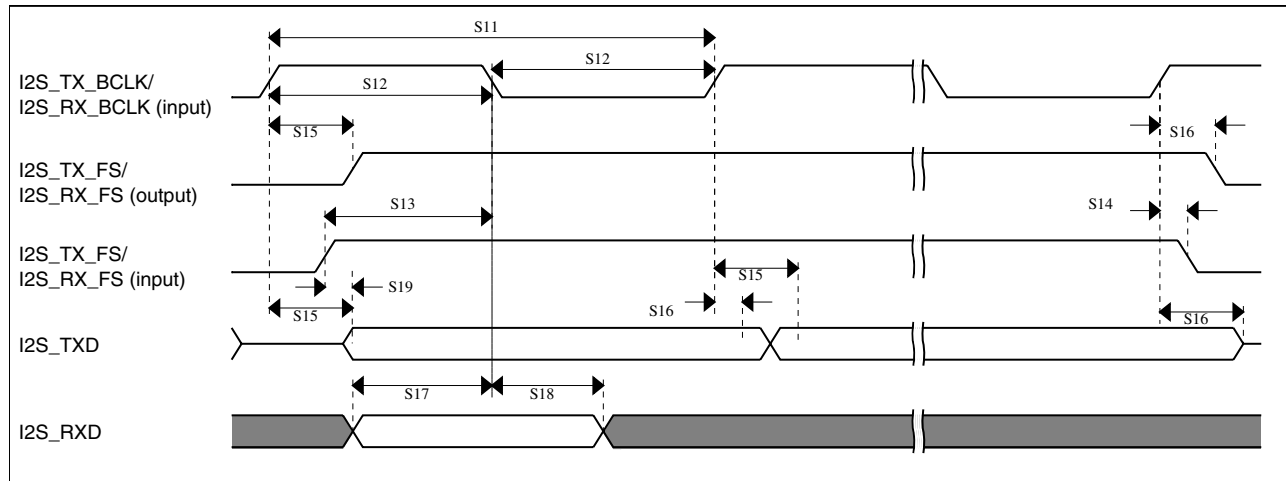 S11
I2S_TX_BCLK/
I2S_RX_BCLK (input)
S12
S12
S15
S16
I2S_TX_FS/
I2S_RX_FS (output)
S13
S14
I2S_TX_FS/
I2S_RX_FS (input)
S15
S19
S16
S15
S16
I2S_TXD
S17
S18
I2S_RXD